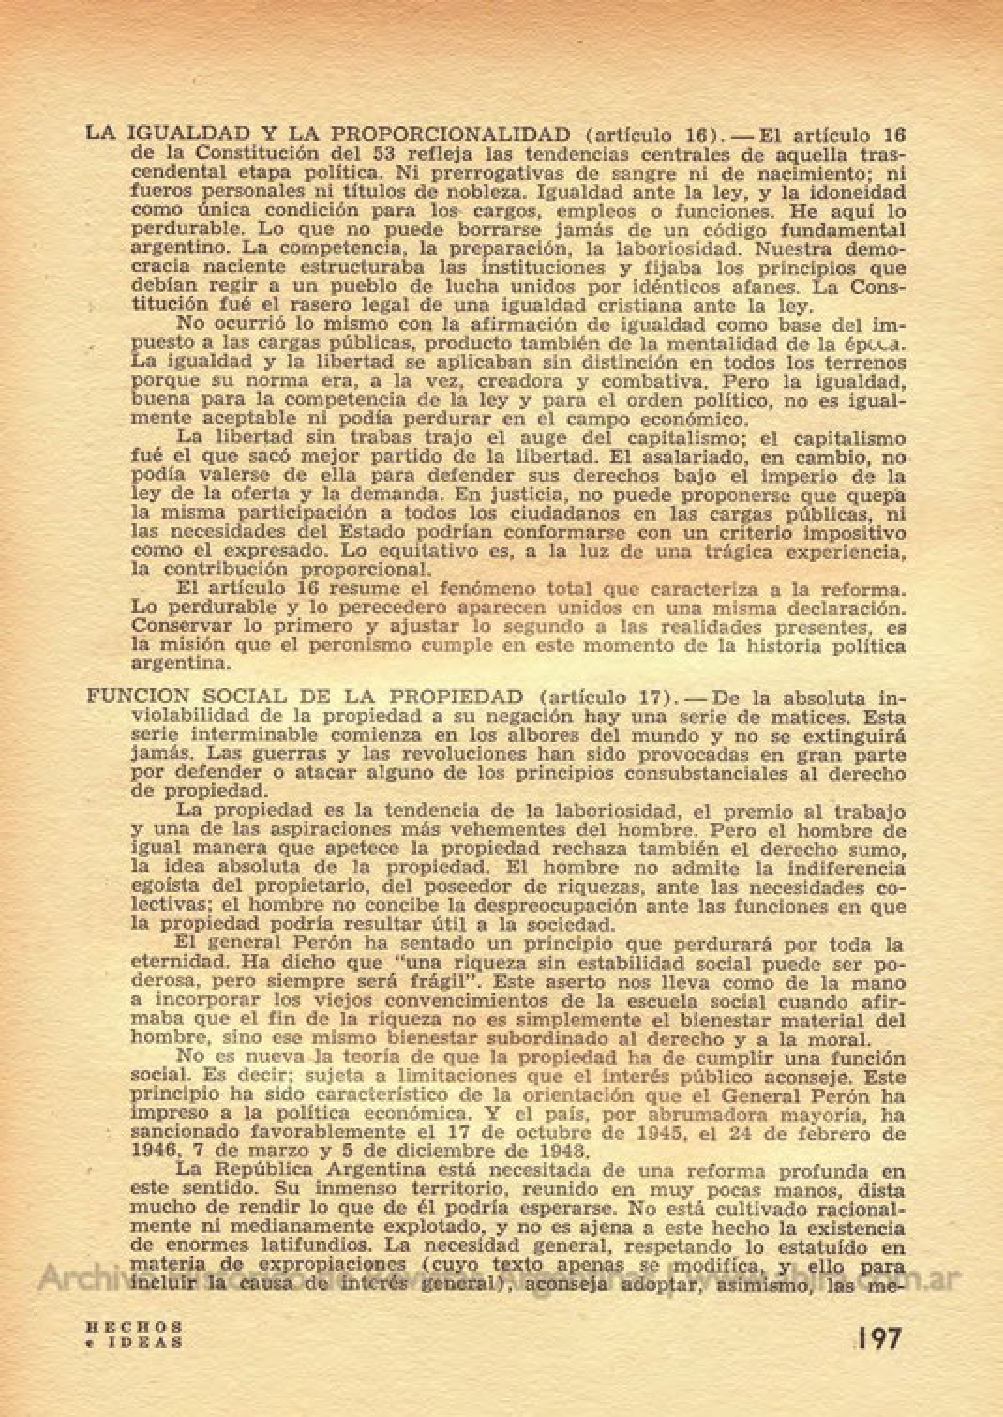 LA IGUALDAD Y LA PROPORCIONALIDAD (artículo 16). — El artículo 16
de la Constitución del 53 refleja las tendencias centrales de aquella tras-
cendental etapa política. Ni prerrogativas de sangre ni de nacimiento; ni
fueros personales ni títulos de nobleza. Igualdad ante la ley, y la idoneidad
como única condición para los cargos, empleos o funciones. He aquí lo
perdurable. Lo que no puede borrarse jamás de un código fundamental
argentino. La competencia, la preparación, la laboriosidad. Nuestra demo-
cracia naciente estructuraba las instituciones y fijaba los principios que
debían regir a un pueblo de lucha unidos por idénticos afanes. La Cons-
titución fué el rasero legal de una igualdad cristiana ante la ley.
No ocurrió lo mismo con la afirmación de igualdad como base del im-
puesto a las cargas públicas, producto también de la mentalidad de la época.
La igualdad y la libertad se aplicaban sin distinción en todos los terrenos
porque su norma era, a la vez, creadora y combativa. Pero la igualdad,
buena para la competencia de la ley y para el orden político, no es igual-
mente aceptable ni podía perdurar en el campo económico.
La libertad sin trabas trajo el auge del capitalismo; el capitalismo
fué el que sacó mejor partido de la libertad. El asalariado, en cambio, no
podía valerse de ella para defender sus derechos bajo el imperio de la
ley de la oferta y la demanda. En justicia, no puede proponerse que quepa
la misma participación a todos los ciudadanos en las cargas públicas, ni
las necesidades del Estado podrían conformarse con un criterio impositivo
como el expresado. Lo equitativo es, a la luz de una trágica experiencia,
la contribución proporcional.
El artículo 16 resume el fenómeno total que caracteriza a la reforma.
Lo perdurable y lo perecedero aparecen unidos en una misma declaración.
Conservar lo primero y ajustar lo segundo a las realidades presentes, es
la misión que el peronismo cumple en este momento de la historia política
argentina.
FUNCION SOCIAL DE LA PROPIEDAD (artículo 17). — De la absoluta in-
violabilidad de la propiedad a su negación hay una serie de matices. Esta
serie interminable comienza en los albores del mundo y no se extinguirá
jamás. Las guerras y las revoluciones han sido provocadas en gran parte
por defender o atacar alguno de los principios consubstanciales al derecho
de propiedad.
La propiedad es la tendencia de la laboriosidad, el premio al trabajo
y una de las aspiraciones más vehementes del hombre. Pero el hombre de
igual manera que apetece la propiedad rechaza también el derecho sumo,
la idea absoluta de la propiedad. El hombre no admite la indiferencia
egoísta del propietario, del poseedor de riquezas, ante las necesidades co-
lectivas; el hombre no concibe la despreocupación ante las funciones en que
la propiedad podría resultar útil a la sociedad.
El general Perón ha sentado un principio que perdurará por toda la
eternidad. Ha dicho que "una riqueza sin estabilidad social puede ser po-
derosa, pero siempre será frágil". Este aserto nos lleva como de la mano
a incorporar los viejos convencimientos de la escuela social cuando afir-
maba que el fin de la riqueza no es simplemente el bienestar material del
hombre, sino ese mismo bienestar subordinado al derecho y a la moral.
No es nueva la teoría de que la propiedad ha de cumplir una función
social. Es decir; sujeta a limitaciones que el interés público aconseje. Este
principio ha sido característico de la orientación que el General Perón ha
impreso a la política económica. Y el país, por abrumadora mayoría, ha
sancionado favorablemente el 17 de octubre de 1945, el 24 de febrero de
1946, 7 de marzo y 5 de diciembre de 1948.
La República Argentina está necesitada de una reforma profunda en
este sentido. Su inmenso territorio, reunido en muy pocas manos, dista
mucho de rendir lo que de él podría esperarse. No está cultivado racional-
mente ni medianamente explotado, y no es ajena a este hecho la existencia
de enormes latifundios. La necesidad general, respetando lo estatuído en
materia de expropiaciones (cuyo texto apenas se modifica, y ello para
incluir la causa de interés general), aconseja adoptar, asimismo, las me-
HECHOS
e IDEAS
197